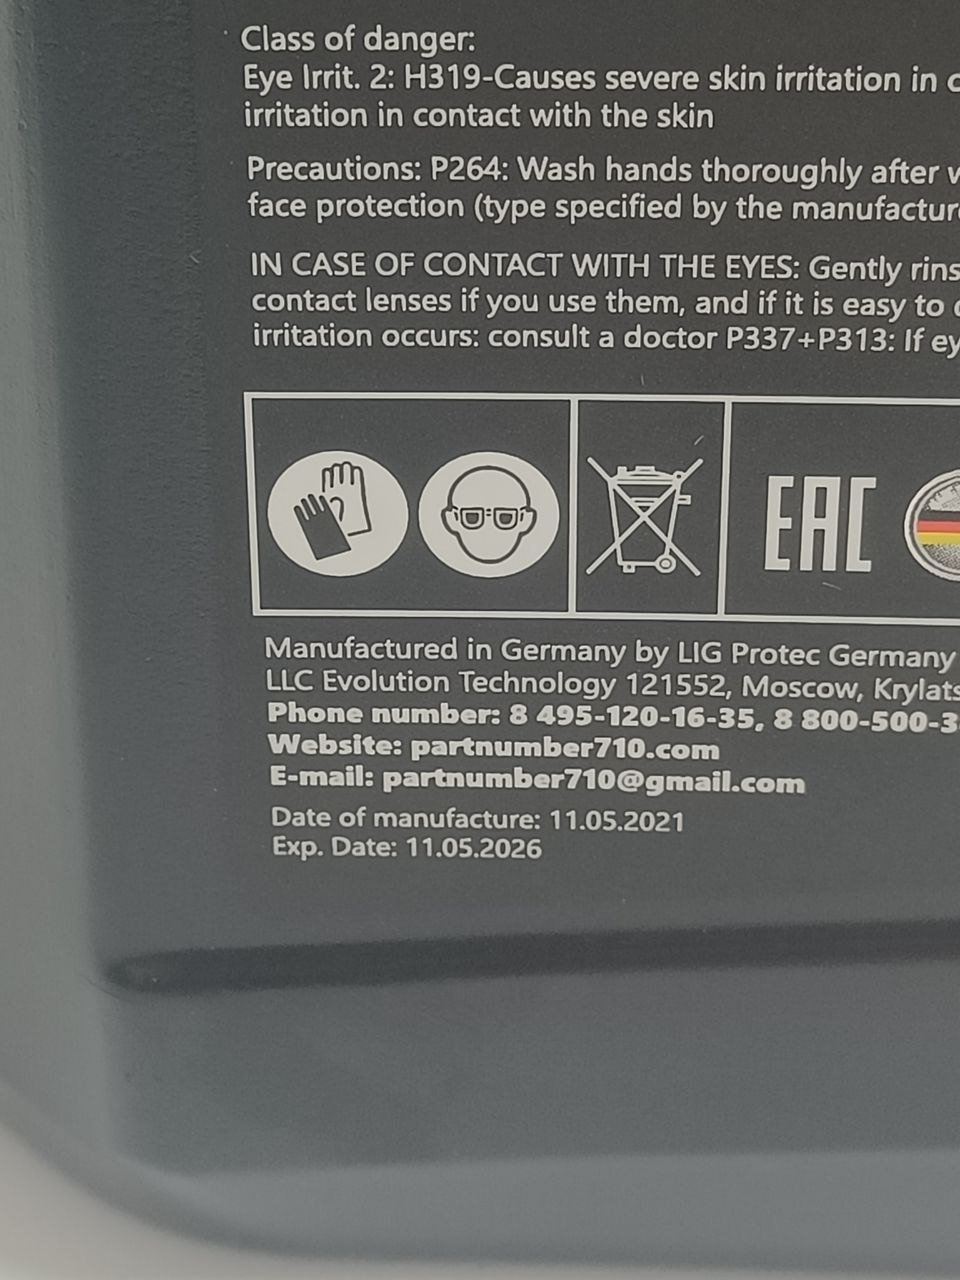 Class of danger:
Eye Irrit. 2: H319-Causes severe skin irritation in
irritation in contact with the skin
Precautions: P264: Wash hands thoroughly after
face protection (type specified by the
IN CASE OF CONTACT WITH THE EYES: Gently
contact lenses if you use them, and if it is easy to
irritation occurs: consult a doctor P337+P313: If
EAC
Manufactured in Germany by LIG Protec Germany
LLC Evolution Technology 121552, Moscow,
Phone number: 8 495-120-16-35, 8 800-500-3
Website: partnumber710.com
E-mail: partnumber710@gmail.com
Date of manufacture: 11.05.2021
Exp. Date: 11.05.2026